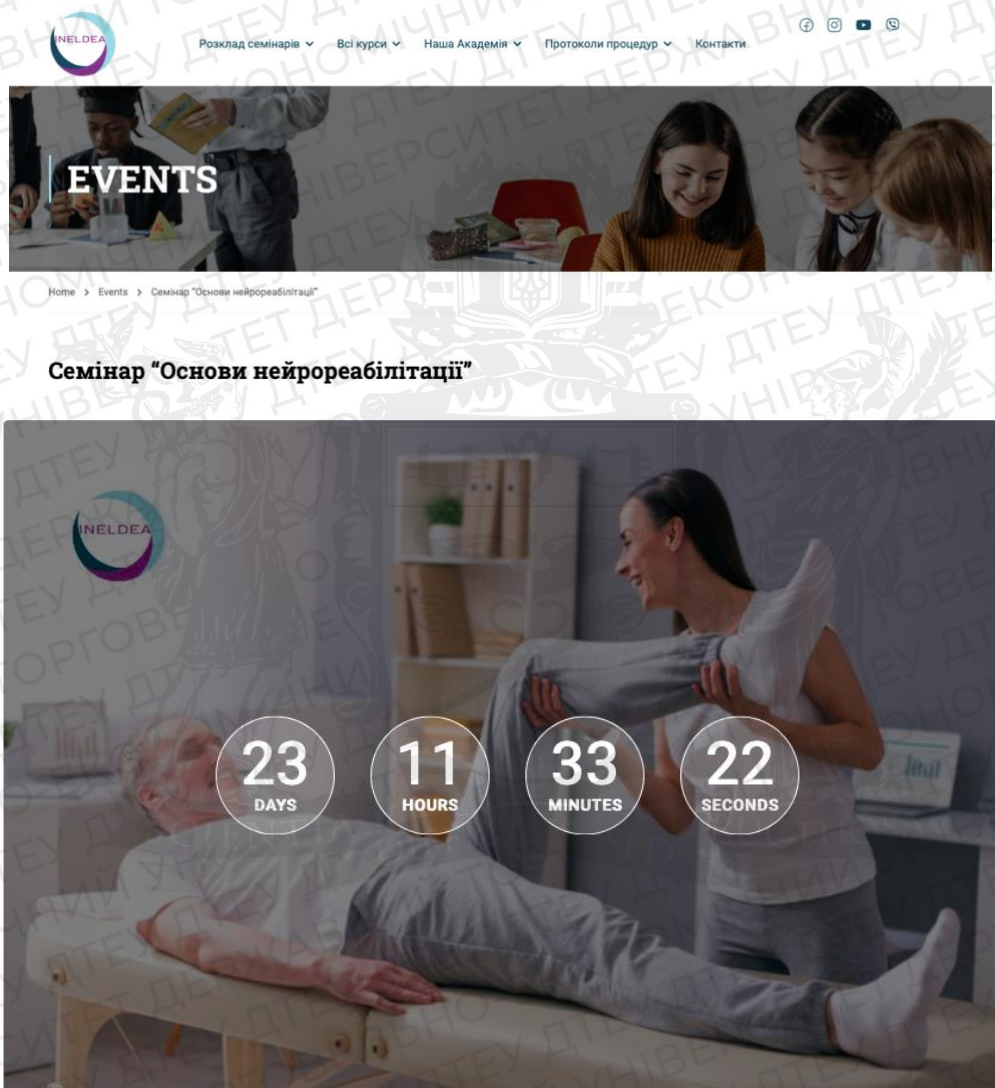 INELDEA
Розклад семінарів Всі курси Наша Академія Протоколи процедур Контакти
EVENTS
Home > Events > Семінар "Основи нейрореабілітації"
Семінар “Основи нейрореабілітації”
INELDEA
23 11 33 22
DAYS HOURS MINUTES SECONDS